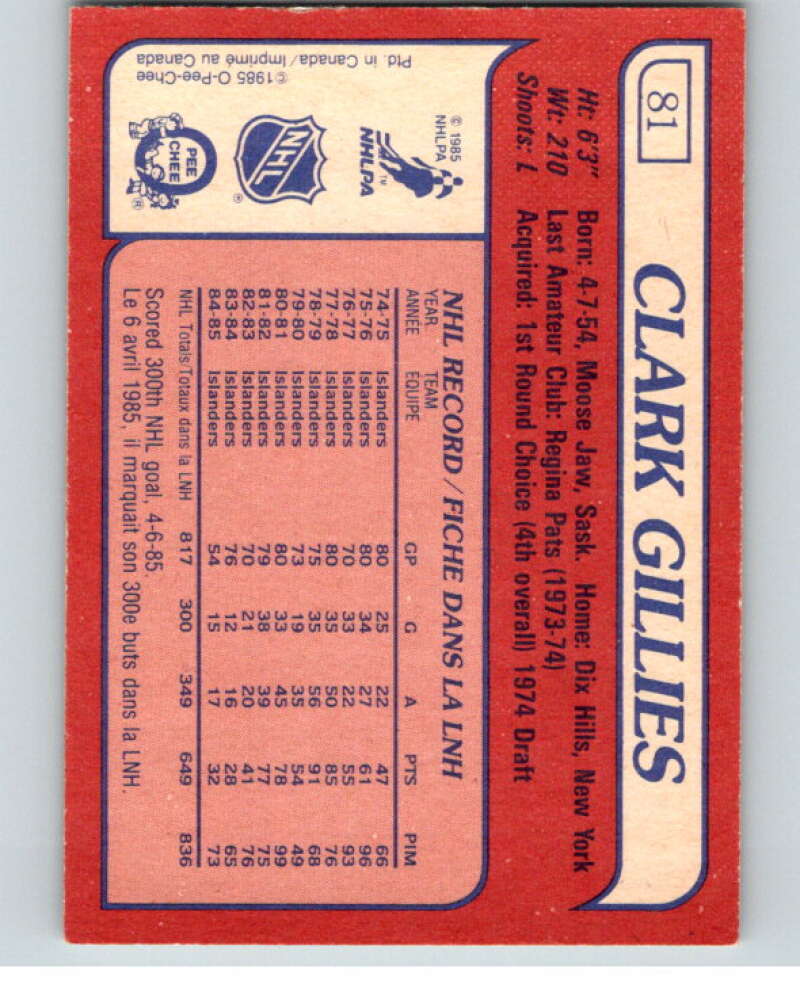 81
CLARK GILLIES
Ht: 6'3" Born: 4-7-54, Moose Jaw, Sask. Home: Dix Hills, New York
Wt: 210 Last Amateur Club: Regina Pats (1973-74)
Shoots: L Acquired: 1st Round Choice (4th overall) 1974 Draft
© 1985
NHLPA
NHLPA
TM
NHL
®
O PEE CHEE
®
©1985 O-Pee-Chee
Ptd. in Canada/Imprimé au Canada
NHL RECORD / FICHE DANS LA LNH
YEAR TEAM
ANNÉE ÉQUIPE GP G A PTS PIM
74-75 Islanders 80 25 22 47 66
75-76 Islanders 80 34 27 61 96
76-77 Islanders 70 33 22 55 93
77-78 Islanders 80 35 50 85 76
78-79 Islanders 75 35 56 91 68
79-80 Islanders 73 19 35 54 49
80-81 Islanders 80 33 45 78 99
81-82 Islanders 79 38 39 77 75
82-83 Islanders 70 21 20 41 76
83-84 Islanders 76 12 16 28 65
84-85 Islanders 54 15 17 32 73
NHL Totals/Totaux dans la LNH 817 300 349 649 836
Scored 300th NHL goal, 4-6-85.
Le 6 avril 1985, il marquait son 300e buts dans la LNH.